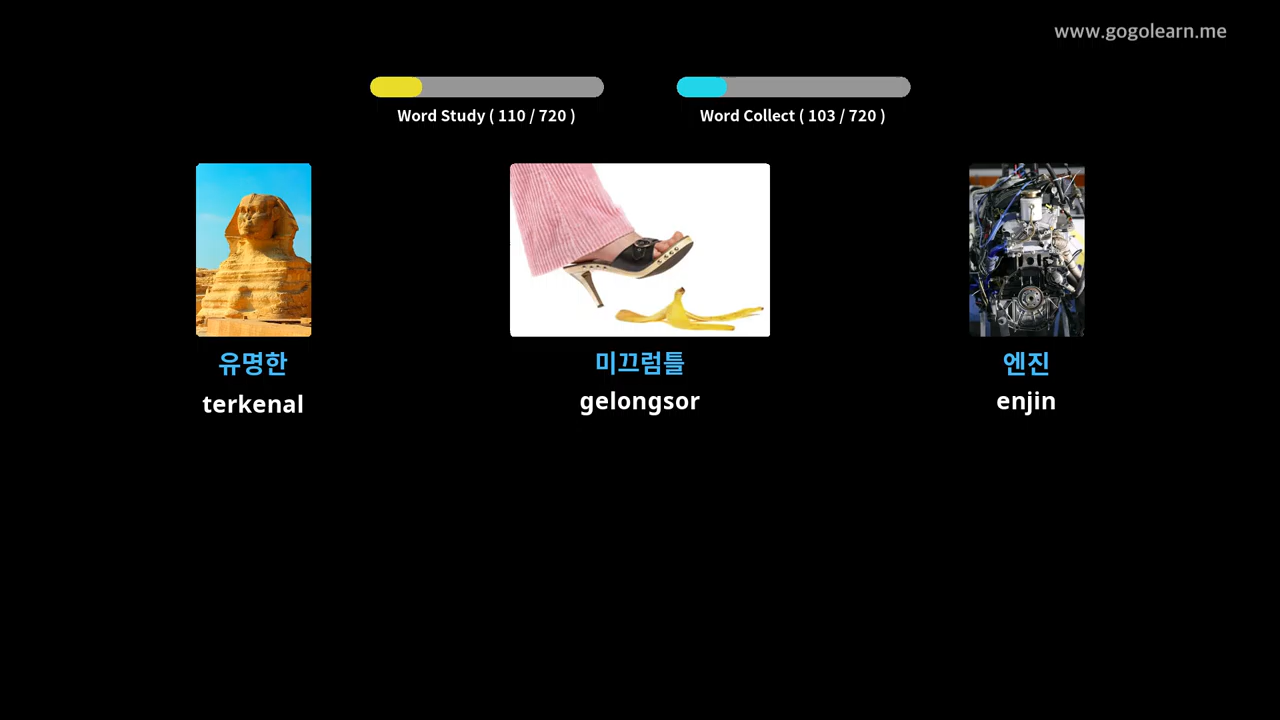 www.gogolearn.me
Word Study ( 110 / 720 )
Word Collect ( 103 / 720 )
유명한
미끄럼틀
엔진
terkenal
gelongsor
enjin